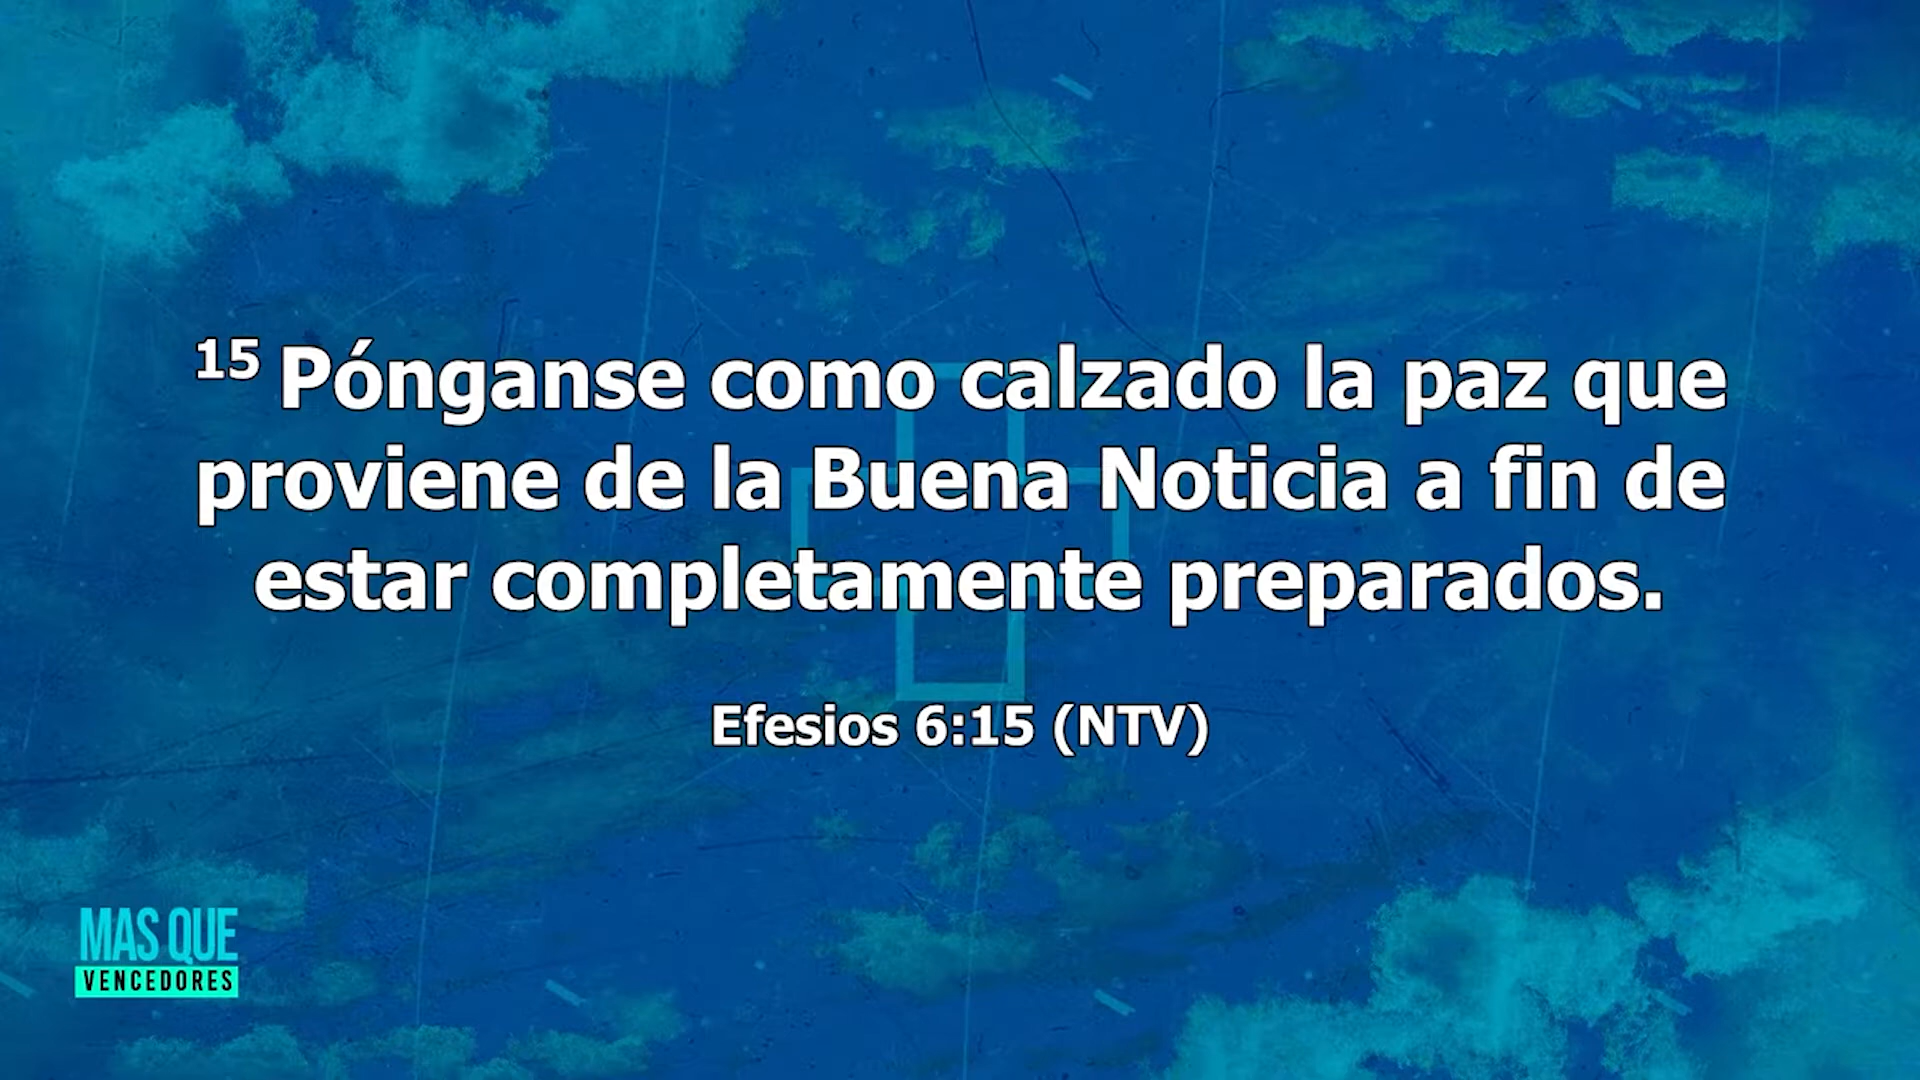 15 Pónganse como calzado la paz que
proviene de la Buena Noticia a fin de
estar completamente preparados.
Efesios 6:15 (NTV)
MAS QUE
VENCEDORES